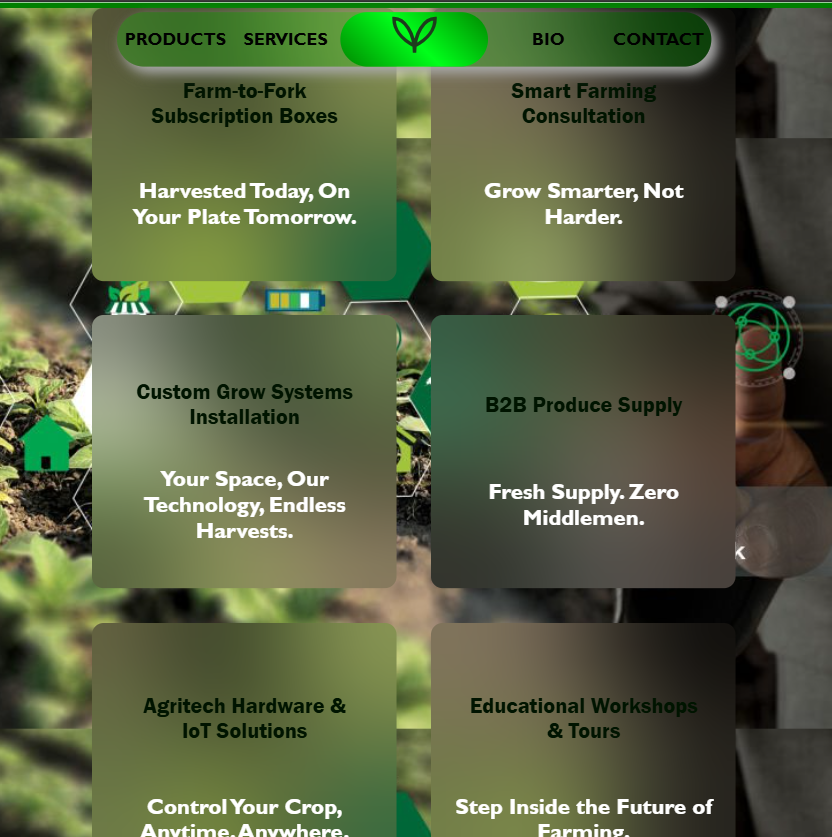 PRODUCTS SERVICES BIO CONTACT
Farm-to-Fork
Subscription Boxes
Harvested Today, On
Your Plate Tomorrow.
Smart Farming
Consultation
Grow Smarter, Not
Harder.
Custom Grow Systems
Installation
Your Space, Our
Technology, Endless
Harvests.
B2B Produce Supply
Fresh Supply. Zero
Middlemen.
k
Agritech Hardware &
IoT Solutions
Control Your Crop,
Anytime, Anywhere.
Educational Workshops
& Tours
Step Inside the Future of
Farming.